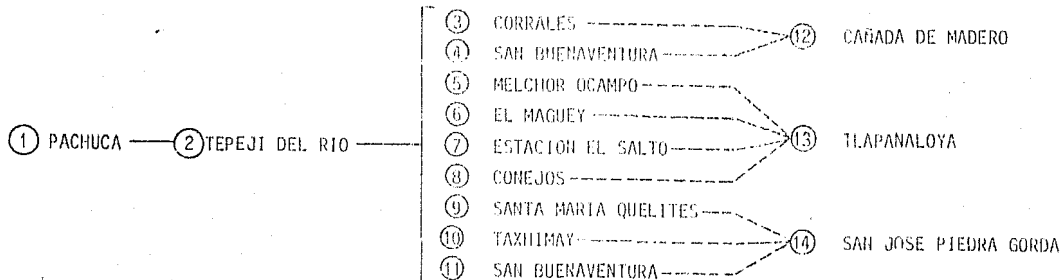 ③ CORRALES
④ SAN BUENAVENTURA
⑫ CAÑADA DE MADERO
⑤ MELCHOR OCAMPO
⑥ EL MAGUEY
① PACHUCA ② TEPEJI DEL RIO ⑦ ESTACION EL SALTO ⑬ TLAPANALOYA
⑧ CONEJOS
⑨ SANTA MARIA QUELITES
⑩ TAXHIMAY ⑭ SAN JOSE PIEDRA GORDA
⑪ SAN BUENAVENTURA